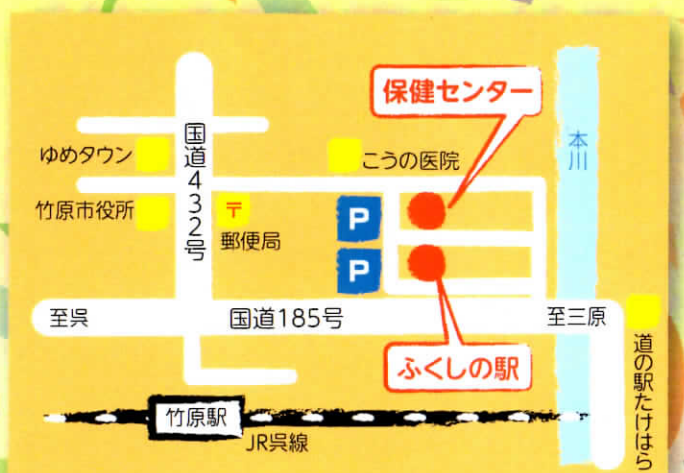 保健センター
本川
ゆめタウン
国道432号
こうの医院
竹原市役所
〒
郵便局
P
P
至呉
国道185号
至三原
ふくしの駅
道の駅たけはら
竹原駅
JR呉線